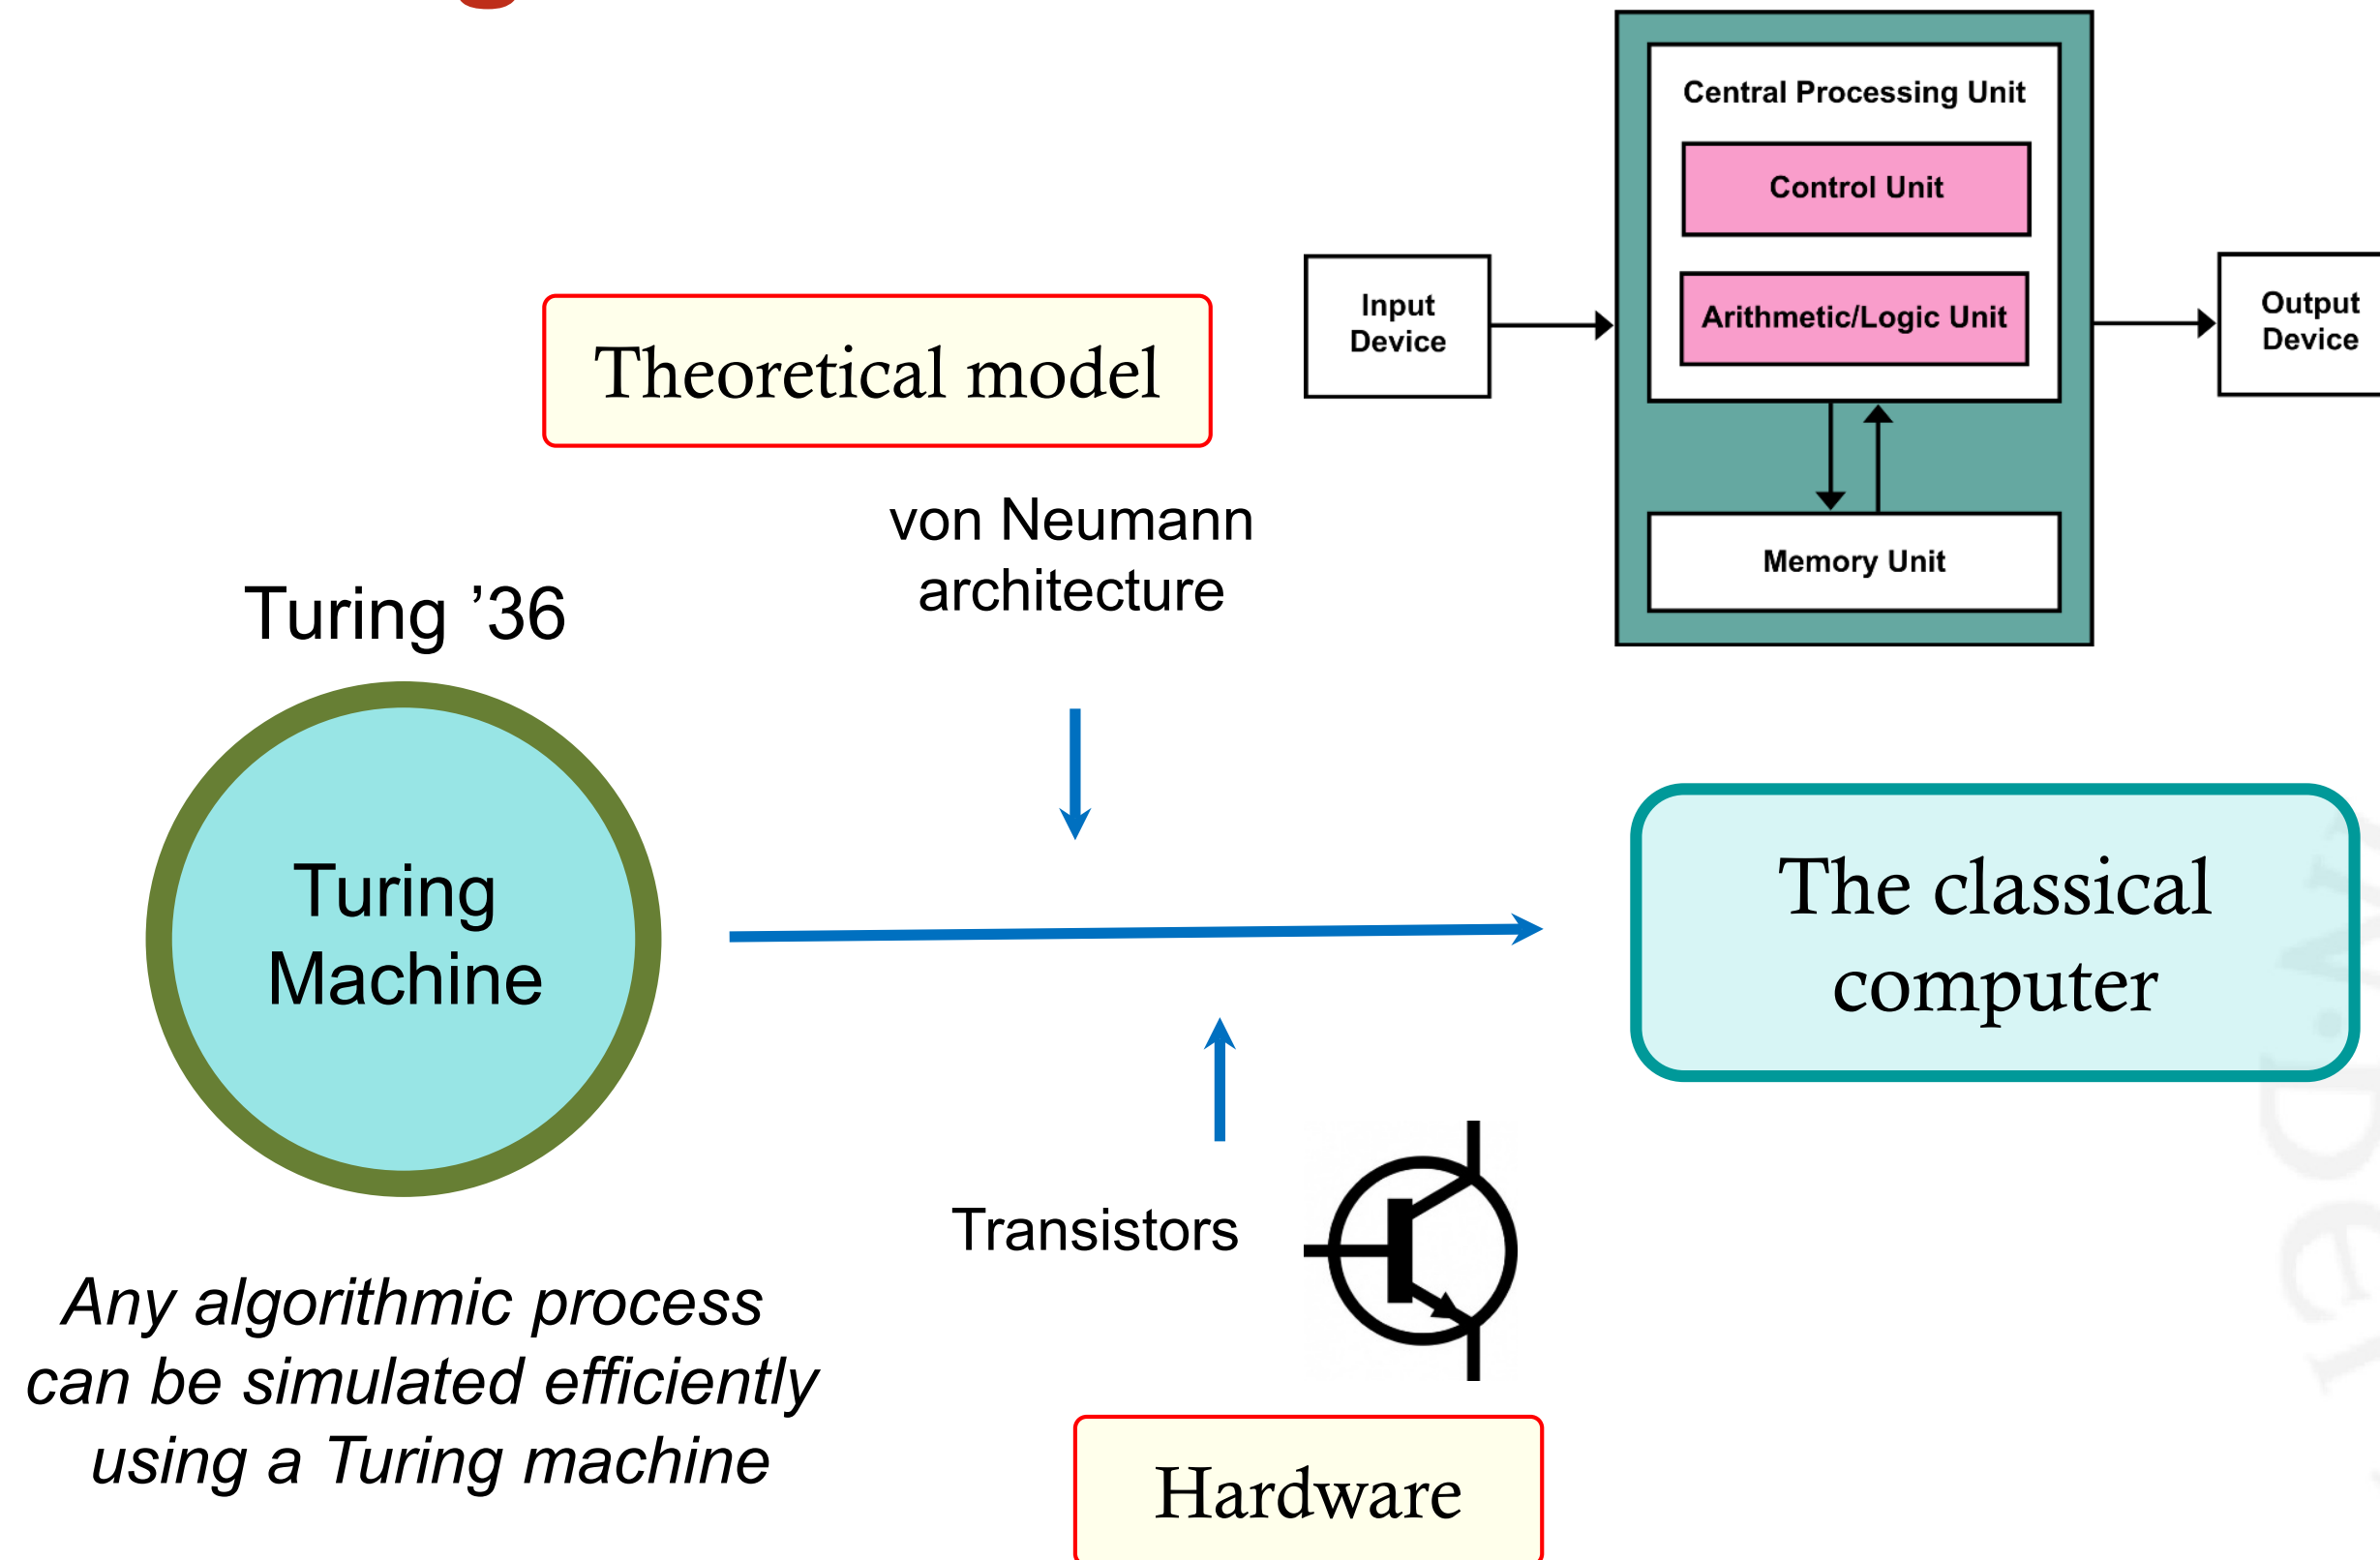 Central Processing Unit
Control Unit
Arithmetic/Logic Unit
Input
Device
Output
Device
Memory Unit
Theoretical model
von Neumann
architecture
Turing ’36
Turing
Machine
The classical
computer
Transistors
Any algorithmic process
can be simulated efficiently
using a Turing machine
Hardware